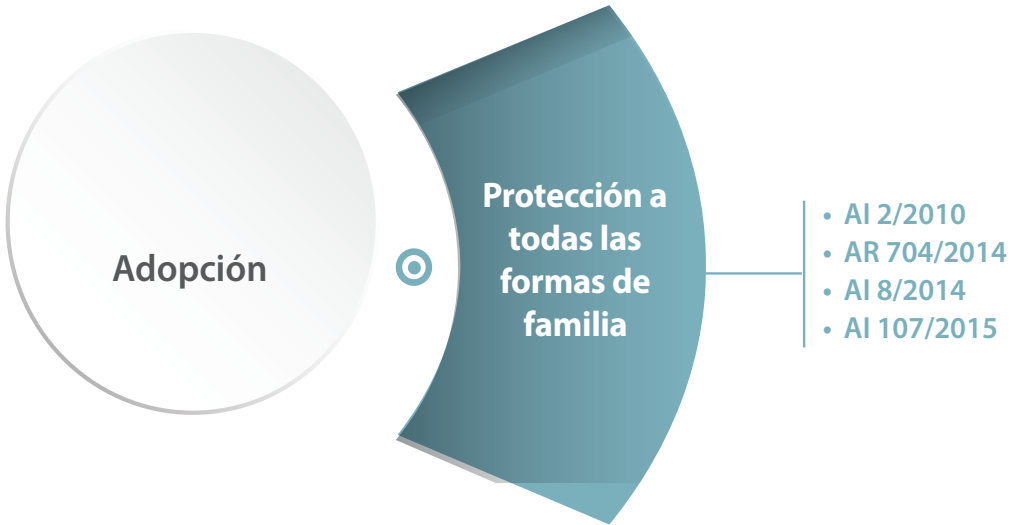 Adopción
Protección a
todas las
formas de
familia
• AI 2/2010
• AR 704/2014
• AI 8/2014
• AI 107/2015